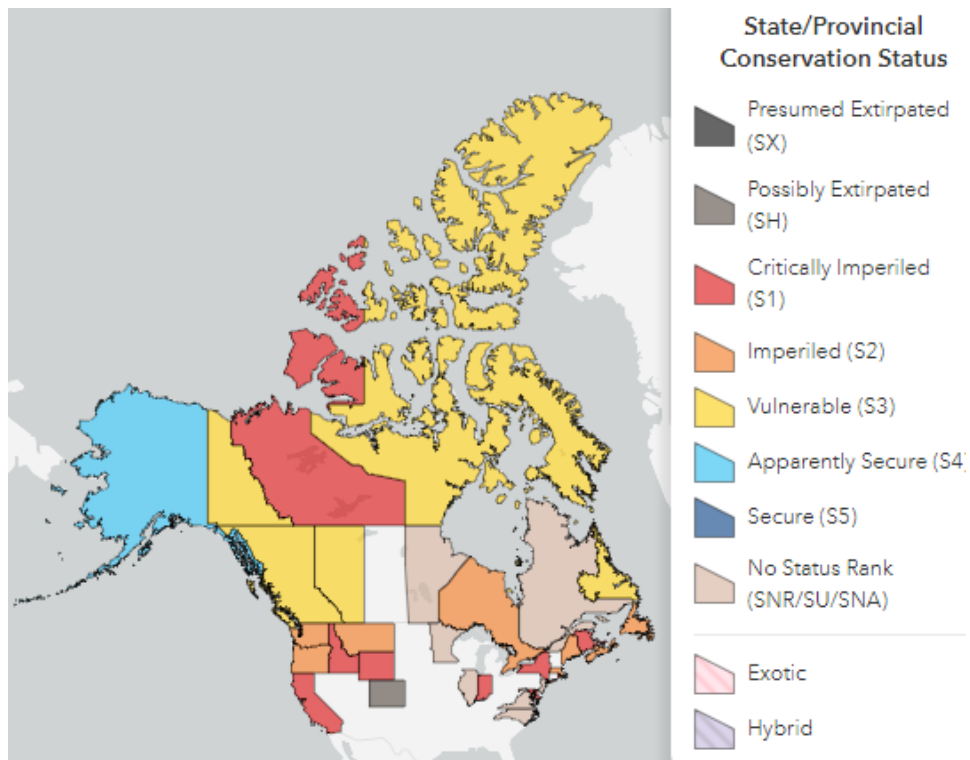 State/Provincial
Conservation Status
Presumed Extirpated
(SX)
Possibly Extirpated
(SH)
Critically Imperiled
(S1)
Imperiled (S2)
Vulnerable (S3)
Apparently Secure (S4)
Secure (S5)
No Status Rank
(SNR/SU/SNA)
Exotic
Hybrid